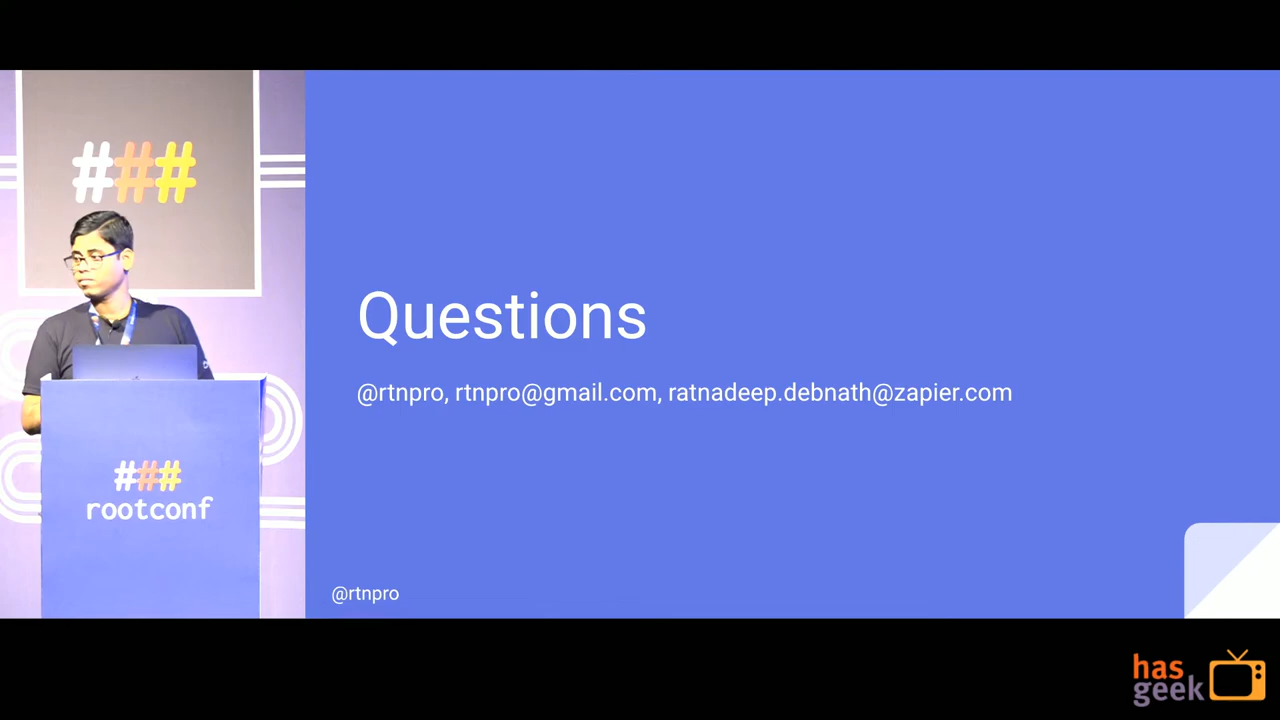 ###
###
rootconf
Questions
@rtnpro, rtnpro@gmail.com, ratnadeep.debnath@zapier.com
@rtnpro
has
geek